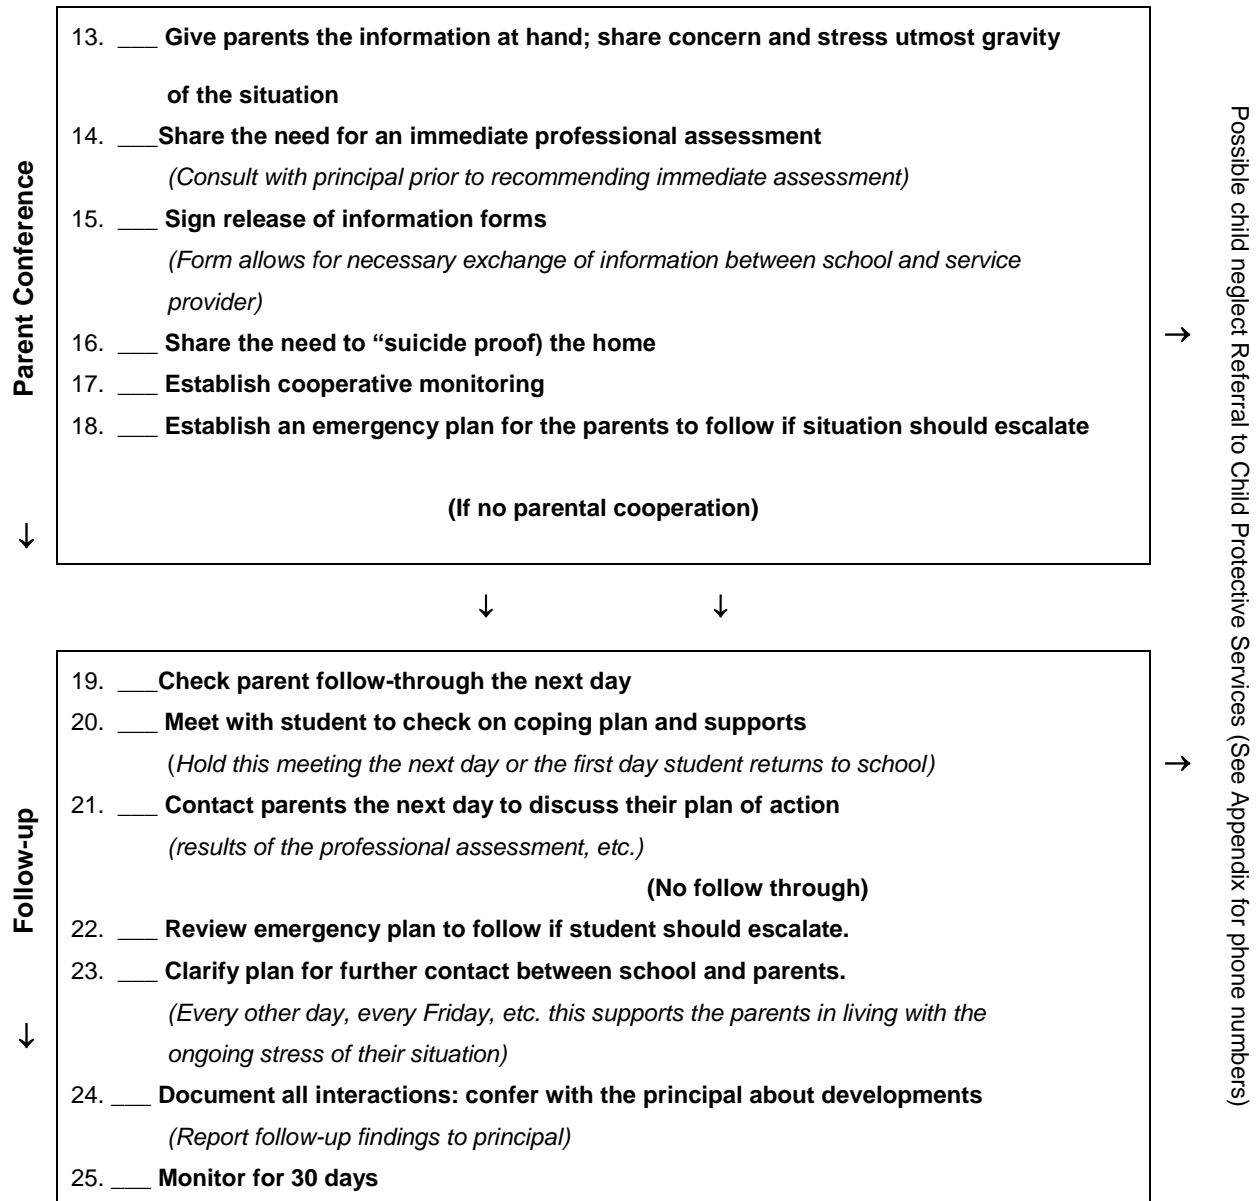 Parent Conference
13. ___ Give parents the information at hand; share concern and stress utmost gravity
of the situation
14. ___Share the need for an immediate professional assessment
(Consult with principal prior to recommending immediate assessment)
15. ___ Sign release of information forms
(Form allows for necessary exchange of information between school and service
provider)
16. ___ Share the need to “suicide proof) the home
17. ___ Establish cooperative monitoring
18. ___ Establish an emergency plan for the parents to follow if situation should escalate
(If no parental cooperation)
↓
→
↓ ↓
Follow-up
19. ___Check parent follow-through the next day
20. ___ Meet with student to check on coping plan and supports
(Hold this meeting the next day or the first day student returns to school)
21. ___ Contact parents the next day to discuss their plan of action
(results of the professional assessment, etc.)
(No follow through)
22. ___ Review emergency plan to follow if student should escalate.
23. ___ Clarify plan for further contact between school and parents.
(Every other day, every Friday, etc. this supports the parents in living with the
ongoing stress of their situation)
24. ___ Document all interactions: confer with the principal about developments
(Report follow-up findings to principal)
25. ___ Monitor for 30 days
↓
→
Possible child neglect Referral to Child Protective Services (See Appendix for phone numbers)